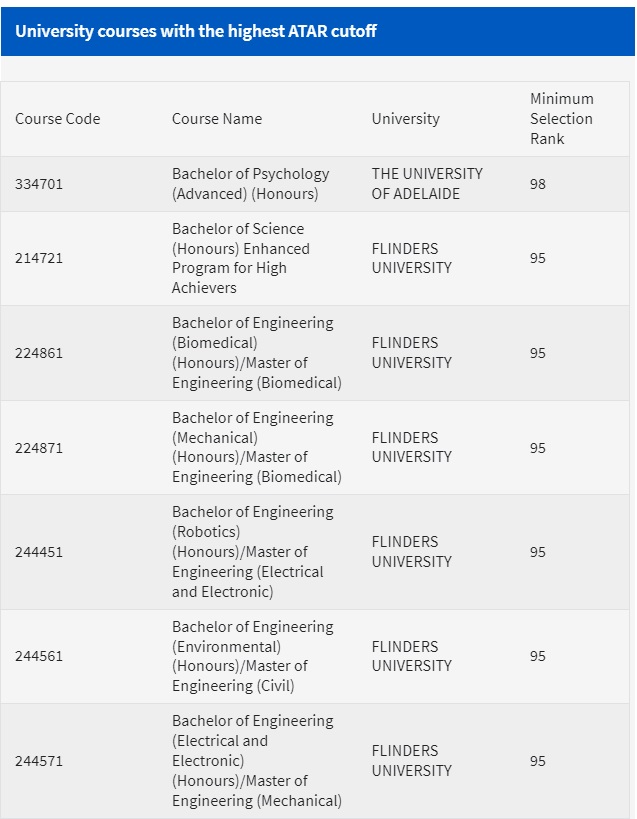 University courses with the highest ATAR cutoff
Course Code
Course Name
University
Minimum
Selection
Rank
334701
Bachelor of Psychology
(Advanced) (Honours)
THE UNIVERSITY
OF ADELAIDE
98
214721
Bachelor of Science
(Honours) Enhanced
Program for High
Achievers
FLINDERS
UNIVERSITY
95
224861
Bachelor of Engineering
(Biomedical)
(Honours)/Master of
Engineering (Biomedical)
FLINDERS
UNIVERSITY
95
224871
Bachelor of Engineering
(Mechanical)
(Honours)/Master of
Engineering (Biomedical)
FLINDERS
UNIVERSITY
95
244451
Bachelor of Engineering
(Robotics)
(Honours)/Master of
Engineering (Electrical
and Electronic)
FLINDERS
UNIVERSITY
95
244561
Bachelor of Engineering
(Environmental)
(Honours)/Master of
Engineering (Civil)
FLINDERS
UNIVERSITY
95
244571
Bachelor of Engineering
(Electrical and
Electronic)
(Honours)/Master of
Engineering (Mechanical)
FLINDERS
UNIVERSITY
95